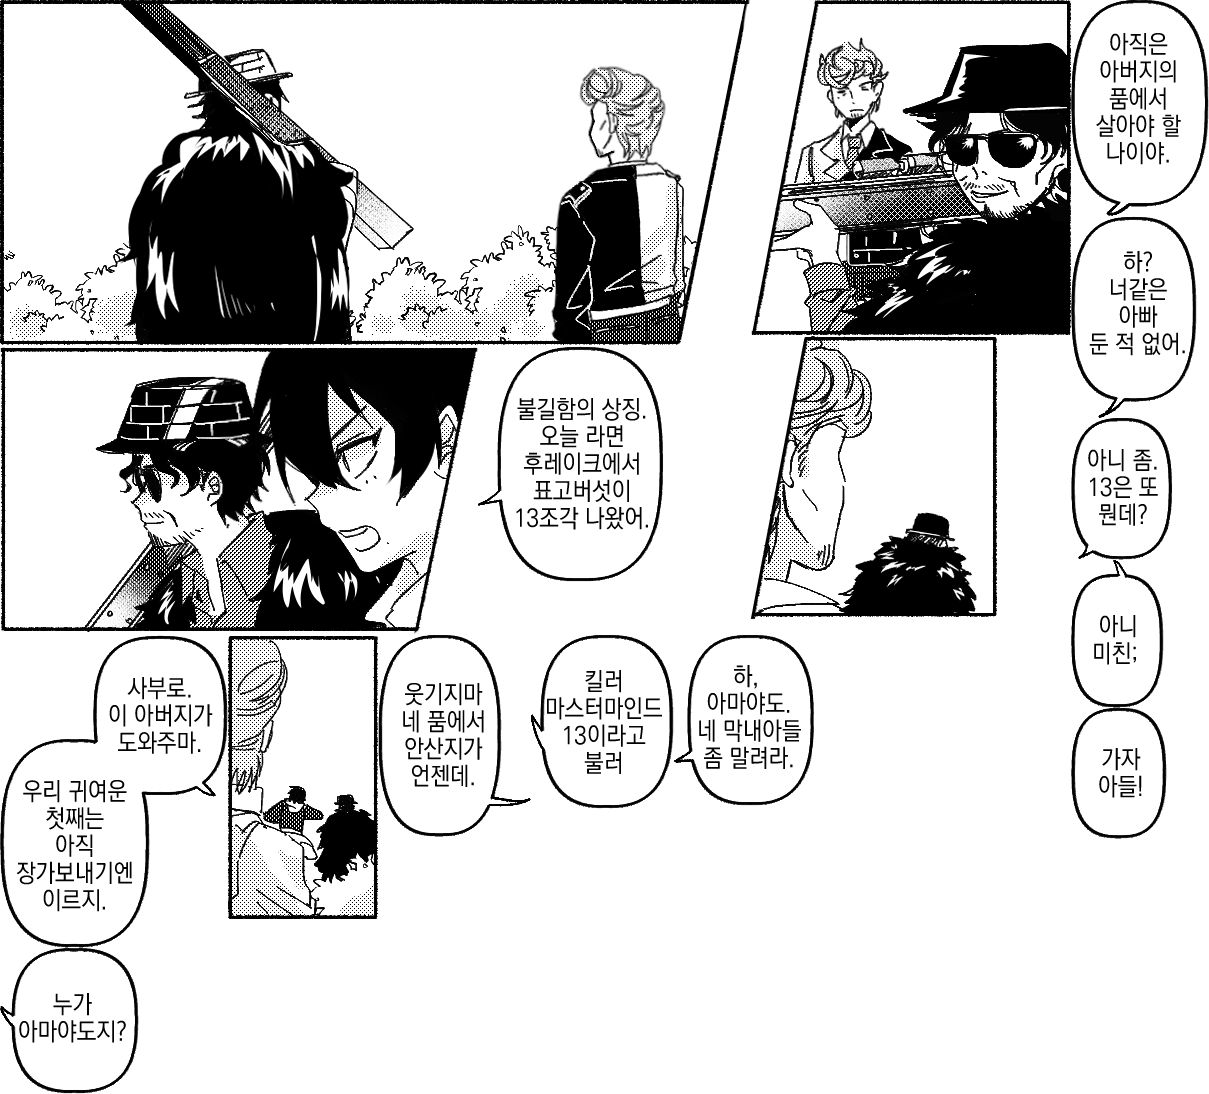 아직은
아버지의
품에서
살아야 할
나이야.
하?
너같은
아빠
둔 적 없어.
불길함의 상징.
오늘 라면
후레이크에서
표고버섯이
13조각 나왔어.
아니 좀.
13은 또
뭔데?
아니
미친;
가자
아들!
사부로.
이 아버지가
도와주마.
우리 귀여운
첫째는
아직
장가보내기엔
이르지.
누가
아마야도지?
웃기지마
네 품에서
안산지가
언젠데.
킬러
마스터마인드
13이라고
불러
하,
아마야도.
네 막내아들
좀 말려라.